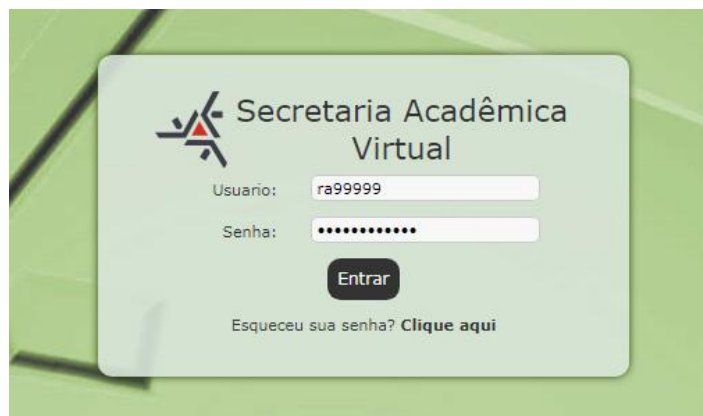 Secretaria Acadêmica
Virtual
Usuario: ra99999
Senha: ••••••••••••
Entrar
Esqueceu sua senha? Clique aqui